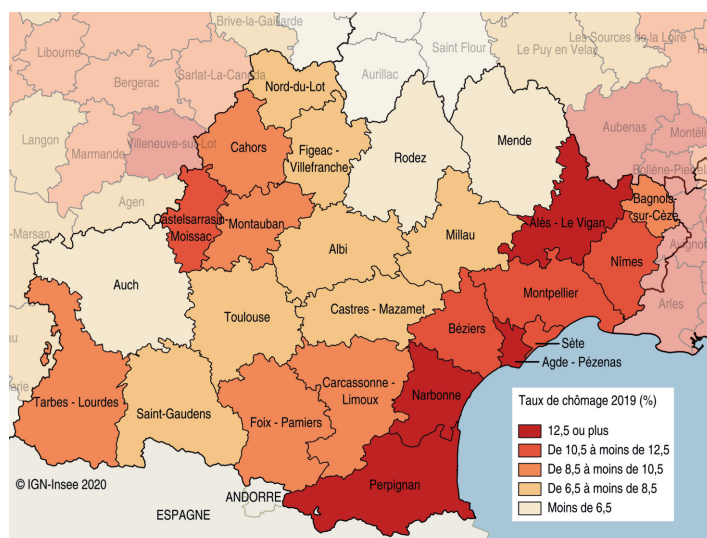 Brive-la-Gaillarde
Libourne
Bergerac
Sarlat-La-Canéda
Aurillac
Saint Flour
Le Puy en Velay
Les Sources de la Loire
Nord-du-Lot
Langon
Marmande
Villeneuve-sur-Lot
Cahors
Figeac -
Villefranche
Rodez
Mende
Aubenas
Montéli
Bollène-Pie
Agen
-Marsan
Castelsarrasin-
Moissac
Montauban
Albi
Millau
Alès - Le Vigan
Bagnols-
sur-Cèze
Avignon
Auch
Toulouse
Castres - Mazamet
Montpellier
Nîmes
Arles
Béziers
Sète
Agde - Pézenas
Tarbes - Lourdes
Saint-Gaudens
Foix - Pamiers
Carcassonne -
Limoux
Narbonne
Perpignan
Taux de chômage 2019 (%)
12,5 ou plus
De 10,5 à moins de 12,5
De 8,5 à moins de 10,5
De 6,5 à moins de 8,5
Moins de 6,5
© IGN-Insee 2020
ANDORRE
ESPAGNE